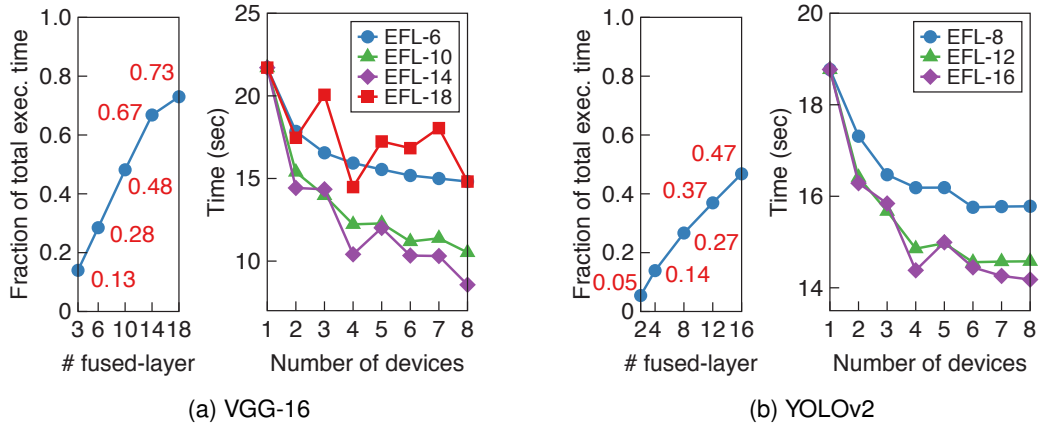 Fraction of total exec. time
1.0
0.8
0.6
0.4
0.2
0
0.13
0.28
0.48
0.67
0.73
3 6 10 14 18
# fused-layer
Time (sec)
25
20
15
10
EFL-6
EFL-10
EFL-14
EFL-18
1 2 3 4 5 6 7 8
Number of devices
(a) VGG-16
Fraction of total exec. time
1.0
0.8
0.6
0.4
0.2
0
0.05
0.14
0.27
0.37
0.47
2 4 8 12 16
# fused-layer
Time (sec)
20
18
16
14
EFL-8
EFL-12
EFL-16
1 2 3 4 5 6 7 8
Number of devices
(b) YOLOv2